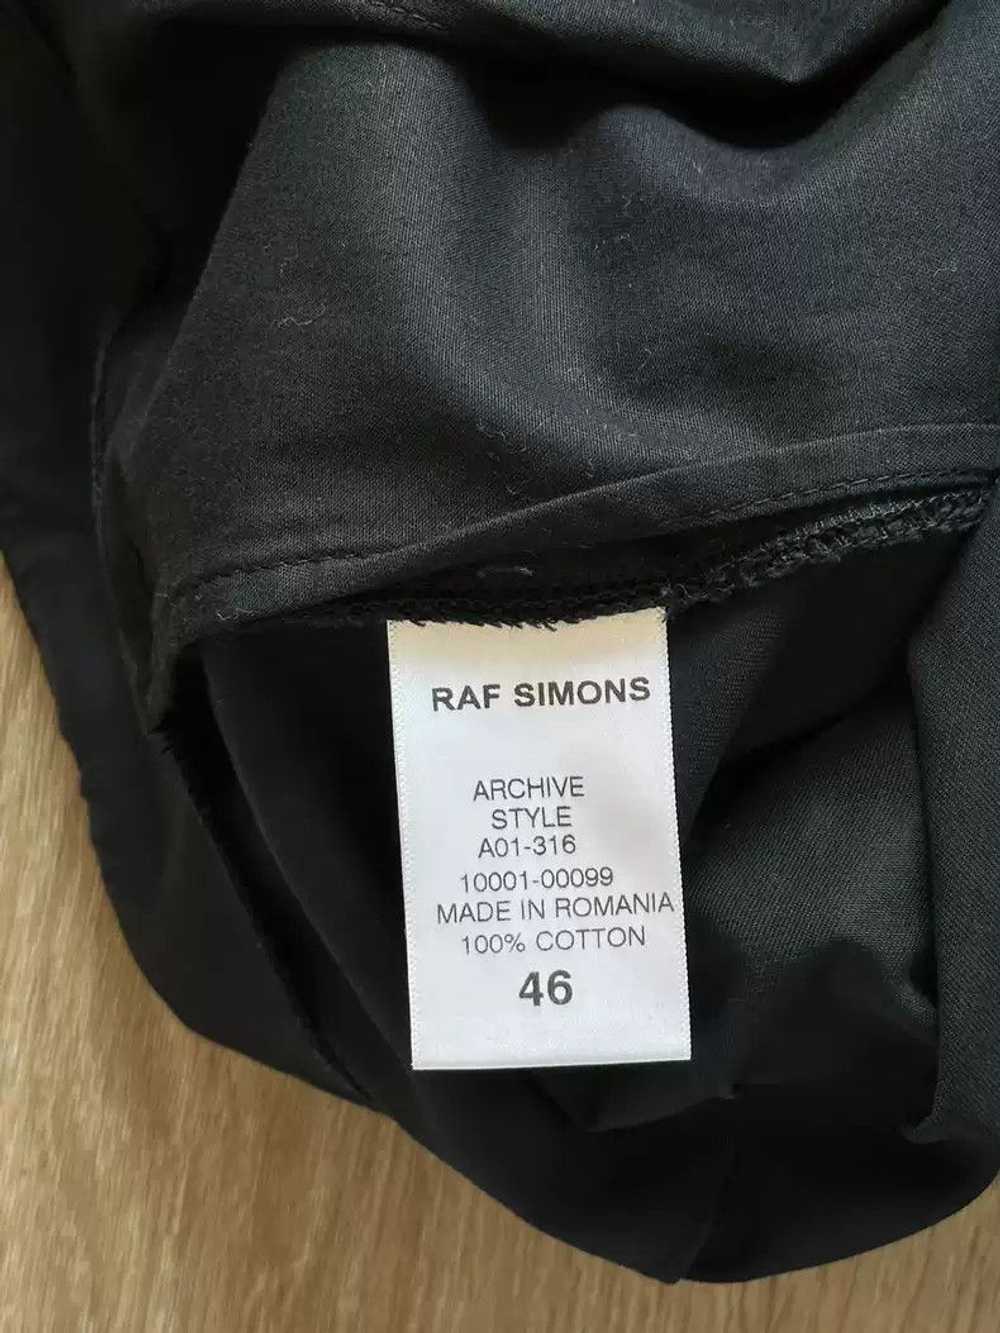 RAF SIMONS
ARCHIVE
STYLE
A01-316
10001-00099
MADE IN ROMANIA
100% COTTON
46